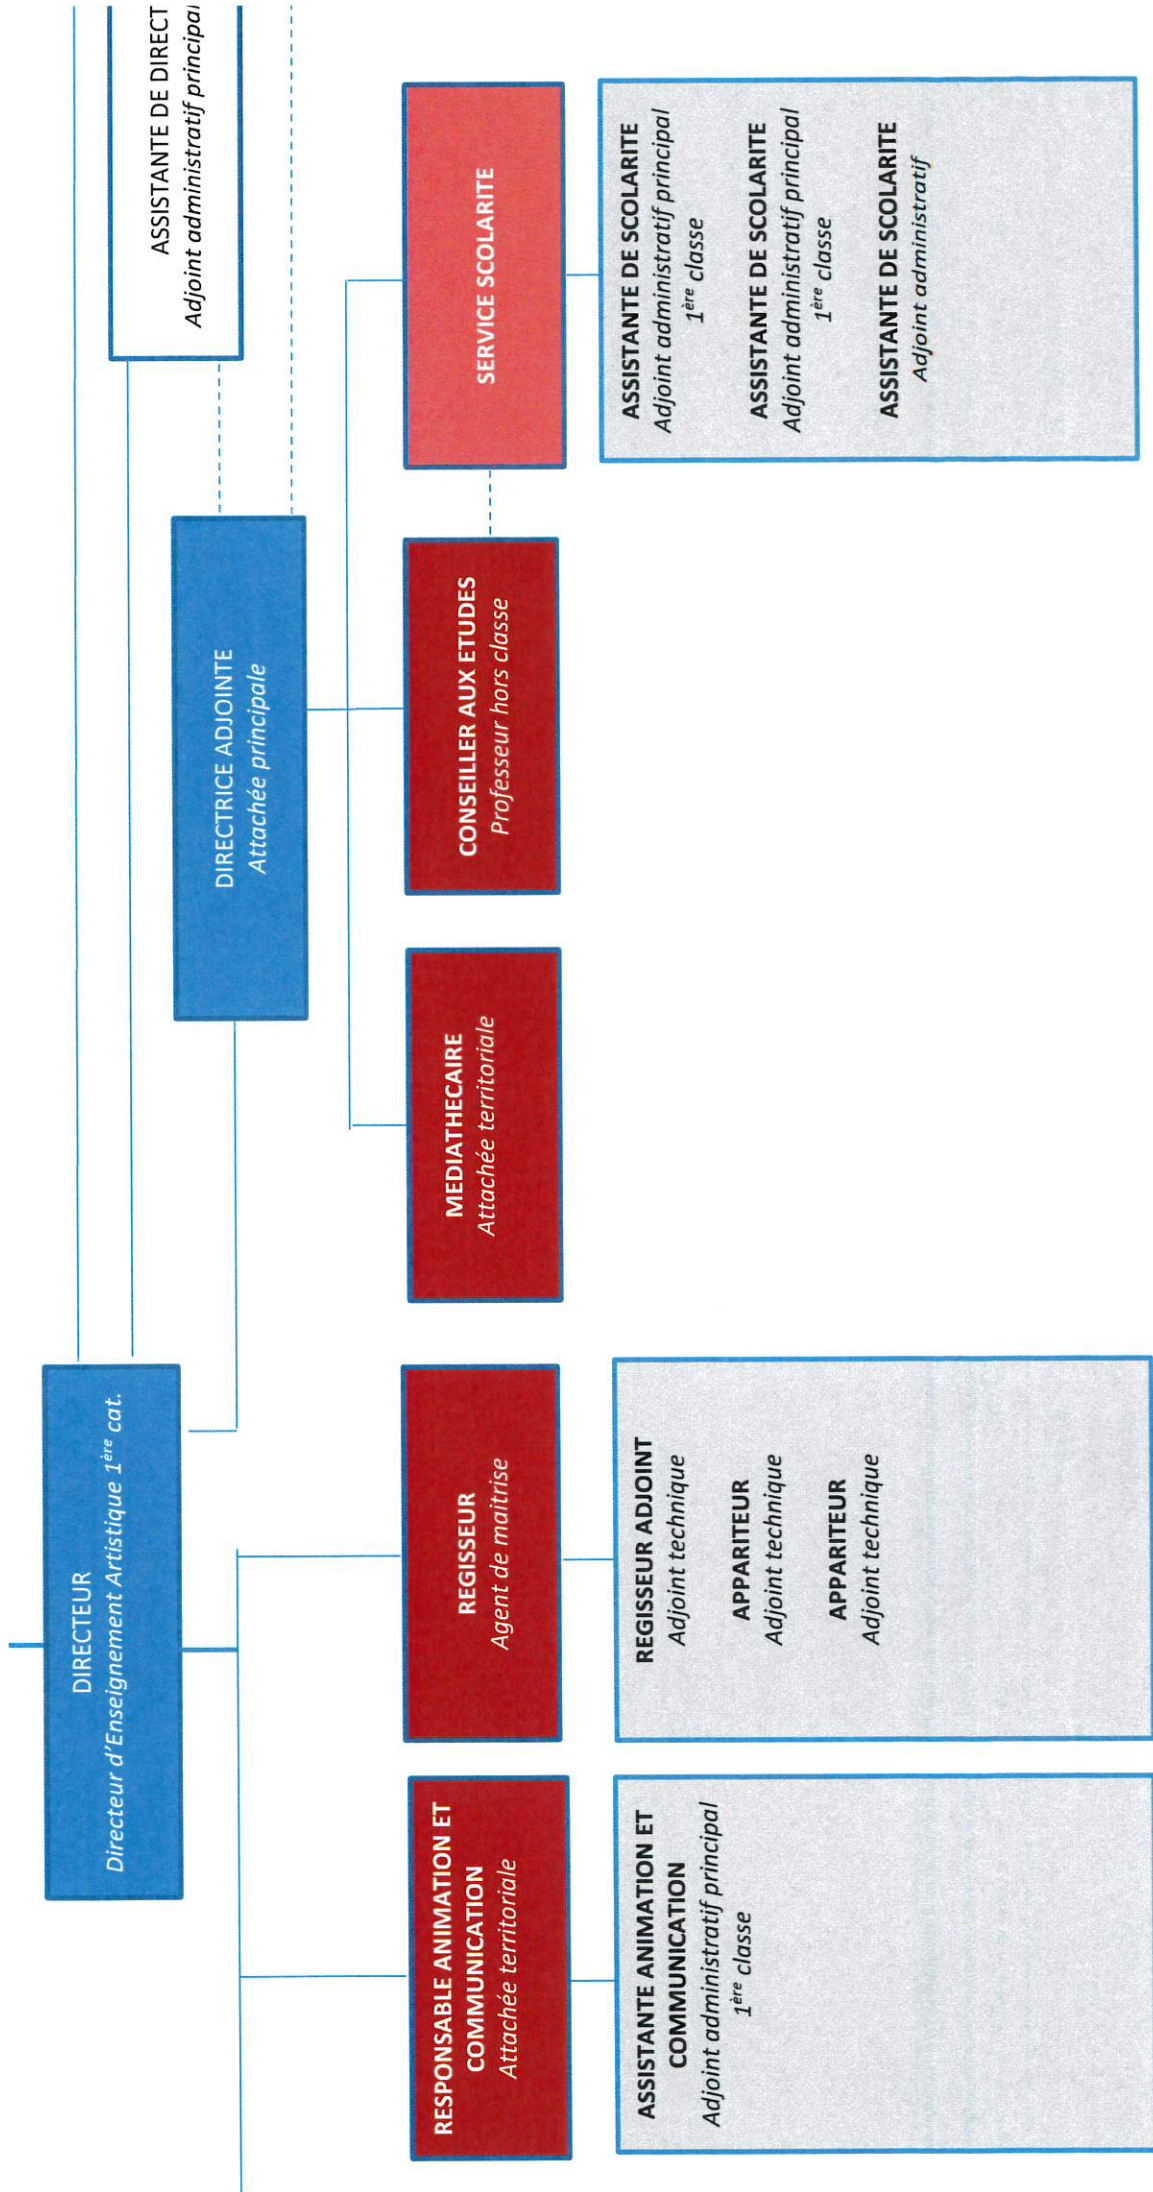 DIRECTEUR
Directeur d'Enseignement Artistique 1ère cat.
ASSISTANTE DE DIRECT
Adjoint administratif principal
DIRECTRICE ADJOINTE
Attachée principale
RESPONSABLE ANIMATION ET
COMMUNICATION
Attachée territoriale
REGISSEUR
Agent de maitrise
MEDIATHECAIRE
Attachée territoriale
CONSEILLER AUX ETUDES
Professeur hors classe
SERVICE SCOLARITE
ASSISTANTE ANIMATION ET
COMMUNICATION
Adjoint administratif principal
1ère classe
REGISSEUR ADJOINT
Adjoint technique
APPARITEUR
Adjoint technique
APPARITEUR
Adjoint technique
ASSISTANTE DE SCOLARITE
Adjoint administratif principal
1ère classe
ASSISTANTE DE SCOLARITE
Adjoint administratif principal
1ère classe
ASSISTANTE DE SCOLARITE
Adjoint administratif